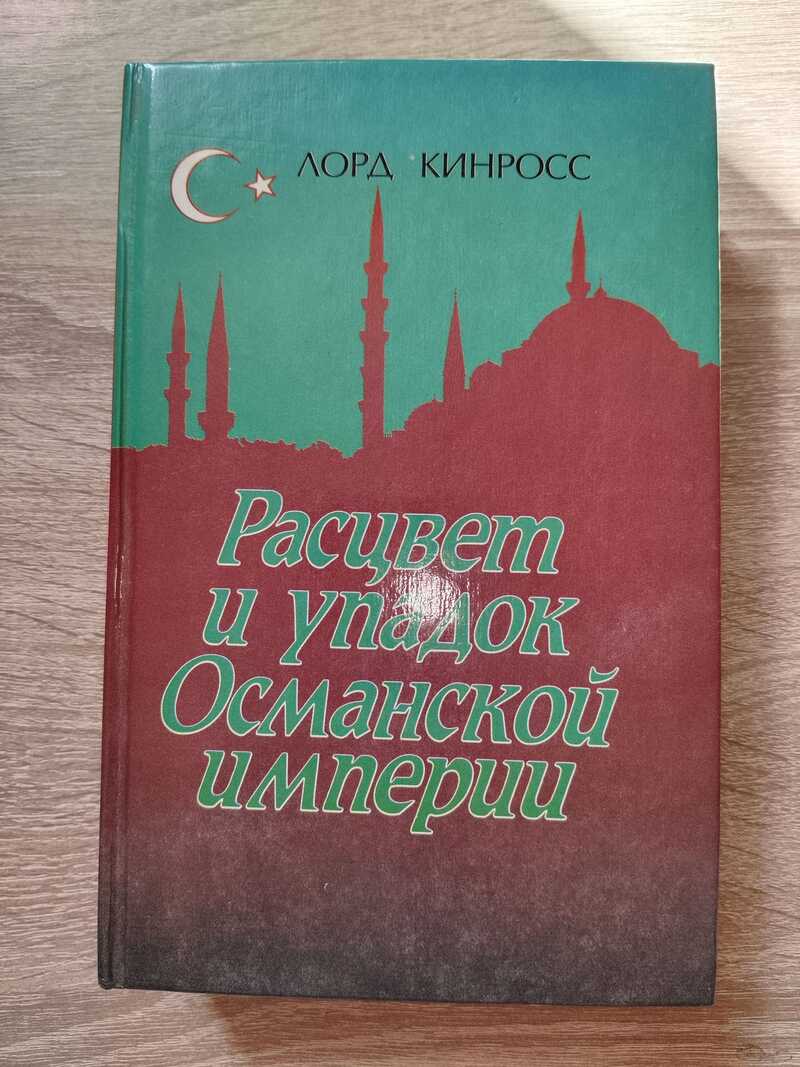 ЛОРД КИНРОСС
Расцвет
и упадок
Османской
империи